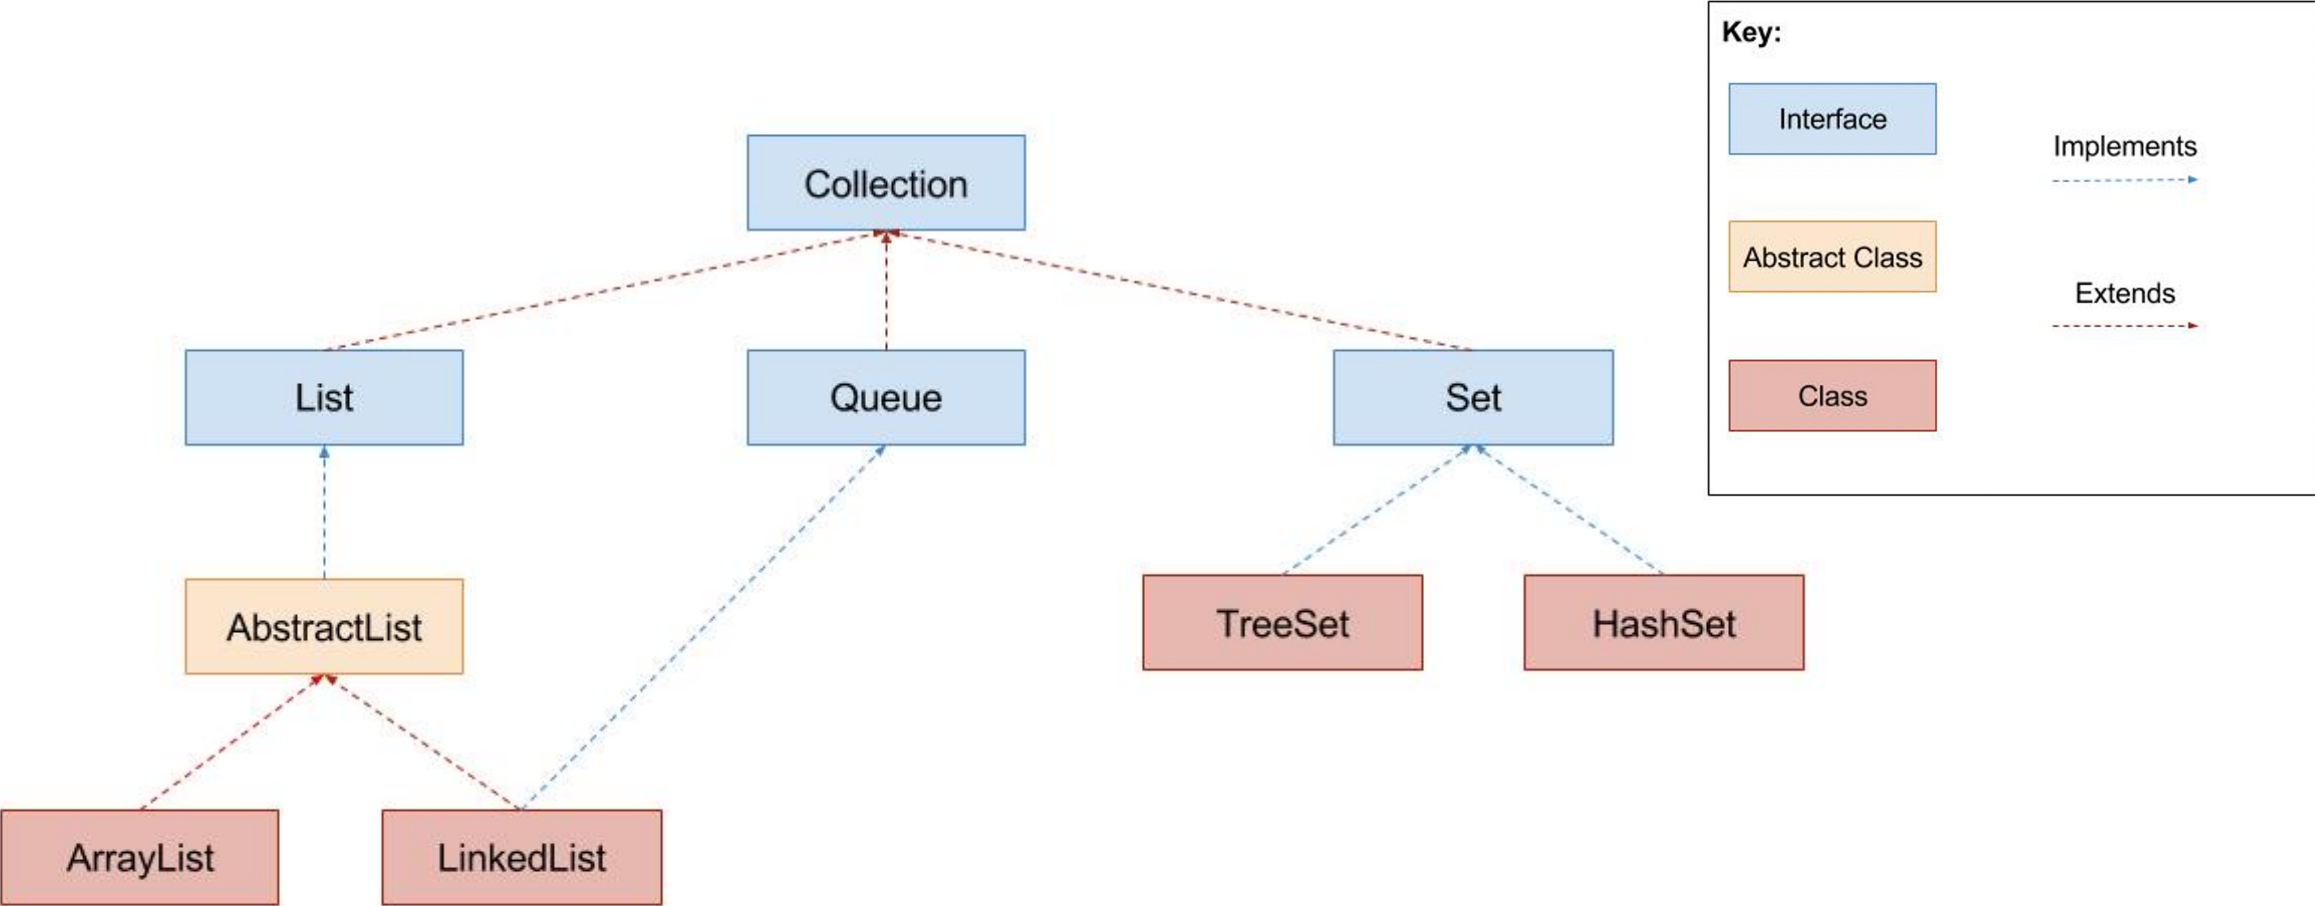 Key:
Interface
Implements
Abstract Class
Extends
Class
Collection
List
Queue
Set
AbstractList
TreeSet
HashSet
ArrayList
LinkedList